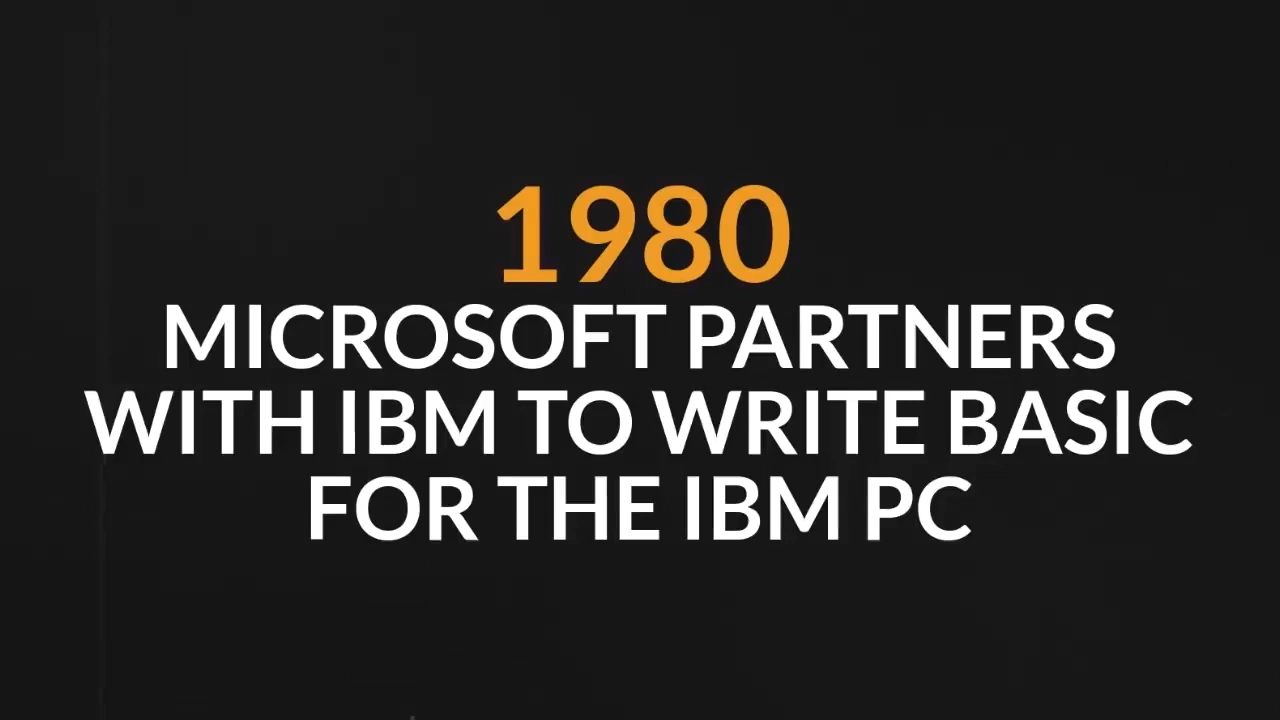 1980
MICROSOFT PARTNERS
WITH IBM TO WRITE BASIC
FOR THE IBM PC